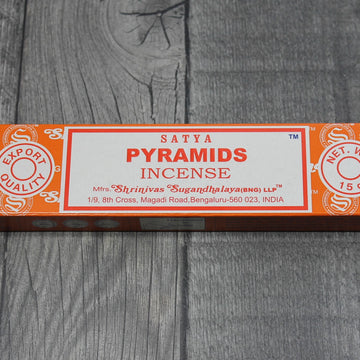 SATYA
TM
PYRAMIDS
INCENSE
Mfrs. Shrinivas Sugandhalaya (BNG) LLP TM
1/9, 8th Cross, Magadi Road, Bengaluru-560 023, INDIA
EXPORT
QUALITY
NET. W
15